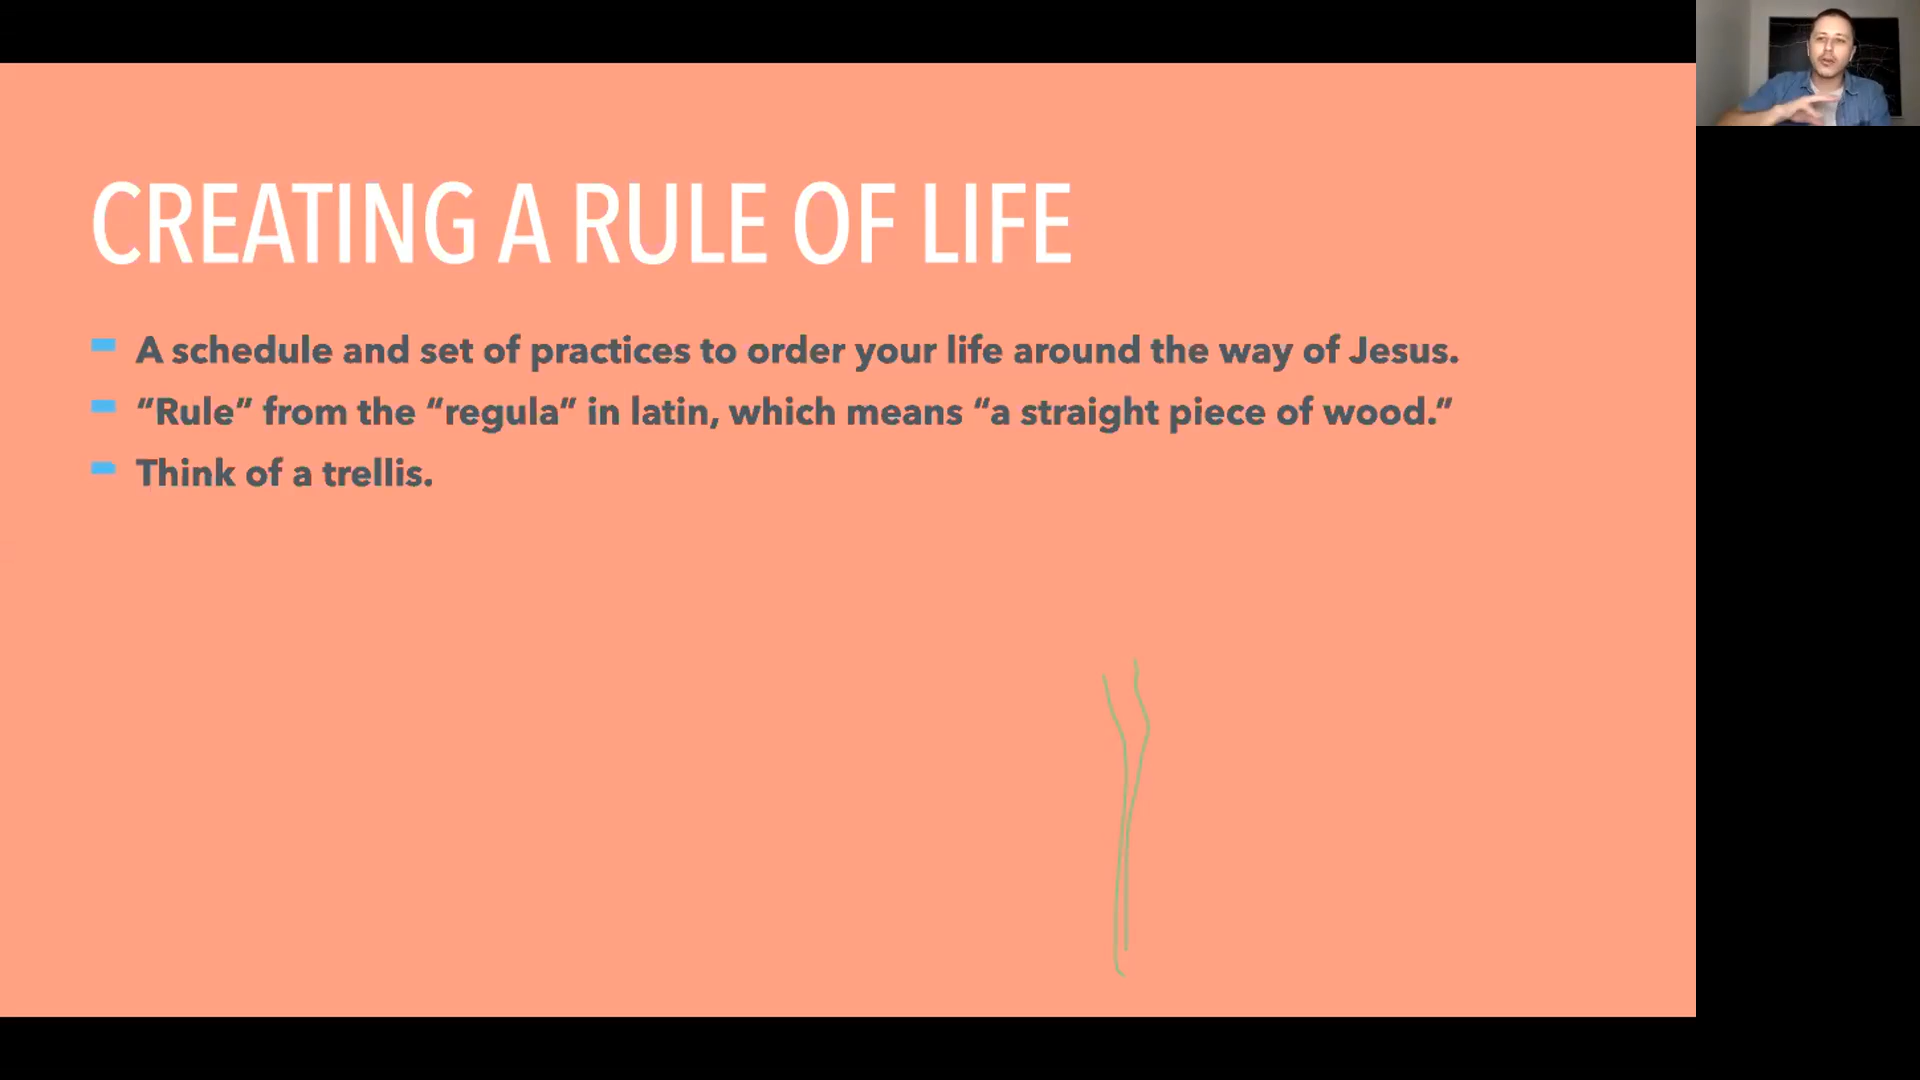 CREATING A RULE OF LIFE
A schedule and set of practices to order your life around the way of Jesus.
“Rule” from the “regula” in latin, which means “a straight piece of wood.”
Think of a trellis.